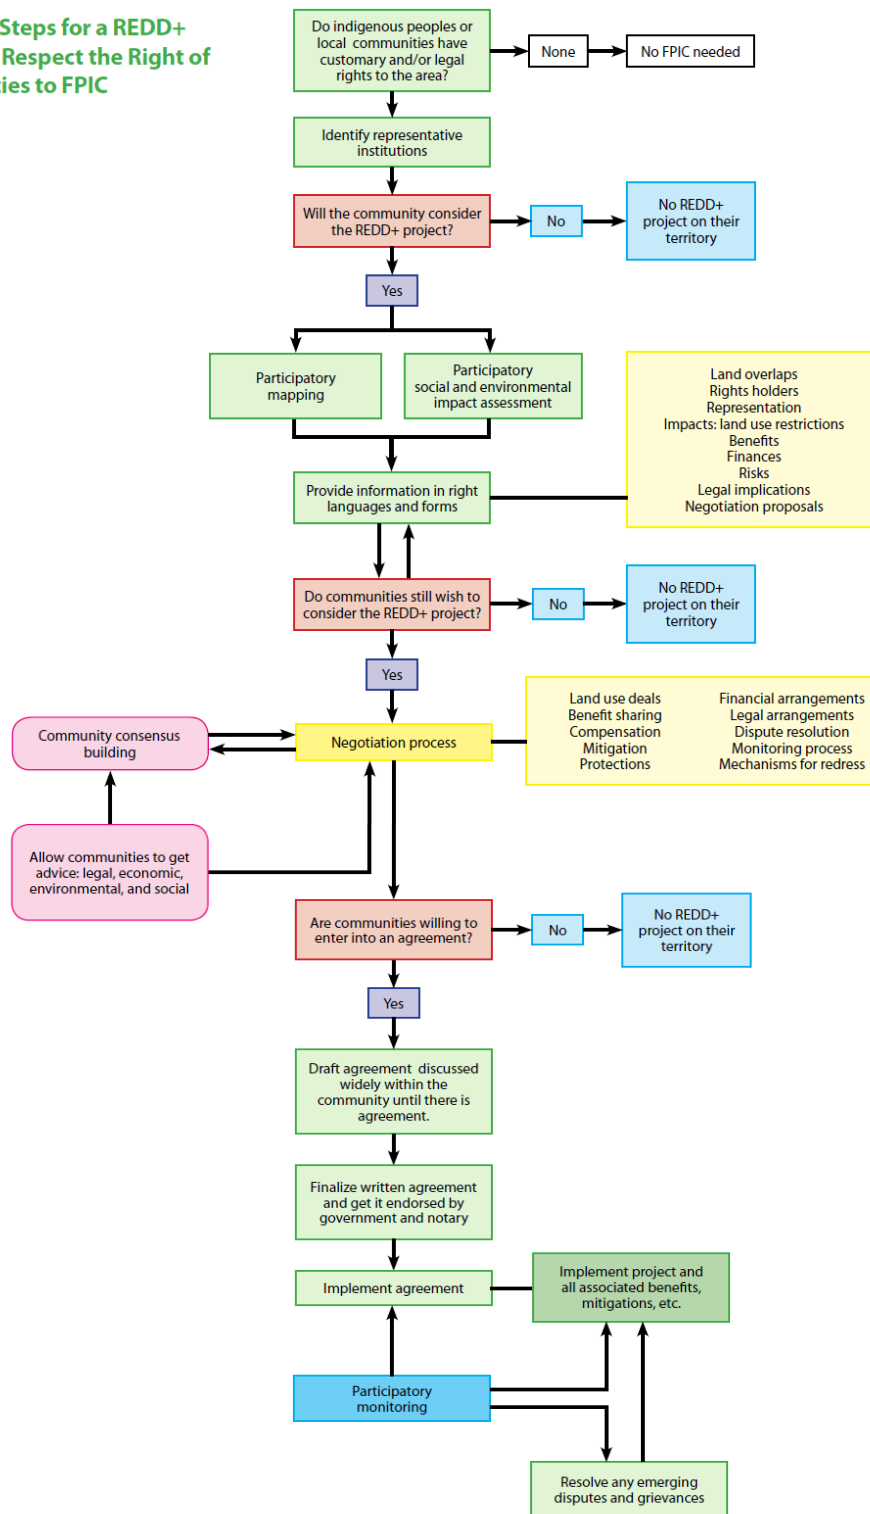 Steps for a REDD+
Respect the Right of
ies to FPIC
Do indigenous peoples or
local communities have
customary and/or legal
rights to the area?
None
No FPIC needed
Identify representative
institutions
Will the community consider
the REDD+ project?
No
No REDD+
project on their
territory
Yes
Participatory
mapping
Participatory
social and environmental
impact assessment
Land overlaps
Rights holders
Representation
Impacts: land use restrictions
Benefits
Finances
Risks
Legal implications
Negotiation proposals
Provide information in right
languages and forms
Do communities still wish to
consider the REDD+ project?
No
No REDD+
project on their
territory
Yes
Community consensus
building
Negotiation process
Land use deals
Benefit sharing
Compensation
Mitigation
Protections
Financial arrangements
Legal arrangements
Dispute resolution
Monitoring process
Mechanisms for redress
Allow communities to get
advice: legal, economic,
environmental, and social
Are communities willing to
enter into an agreement?
No
No REDD+
project on their
territory
Yes
Draft agreement discussed
widely within the
community until there is
agreement.
Finalize written agreement
and get it endorsed by
government and notary
Implement agreement
Implement project and
all associated benefits,
mitigations, etc.
Participatory
monitoring
Resolve any emerging
disputes and grievances